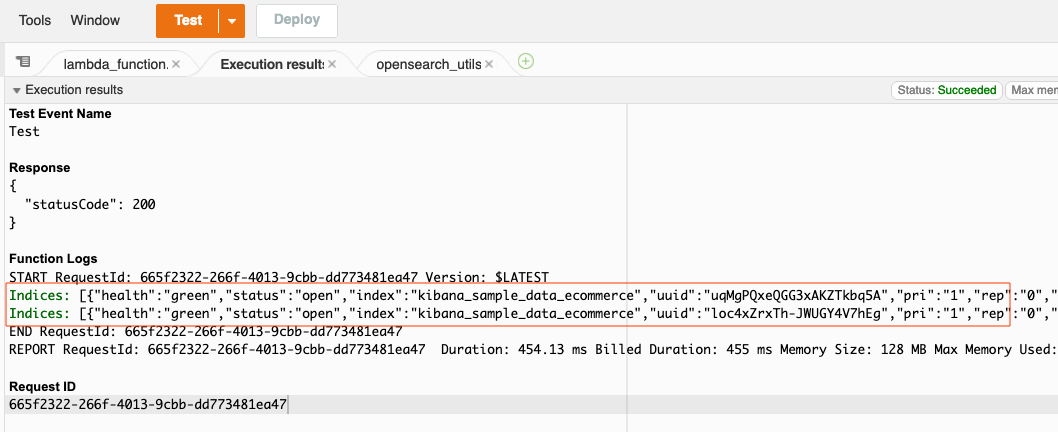 Tools Window Test Deploy
lambda_function. Execution results opensearch_utils
Execution results Status: Succeeded Max mem
Test Event Name
Test
Response
{
"statusCode": 200
}
Function Logs
START RequestId: 665f2322-266f-4013-9cbb-dd773481ea47 Version: $LATEST
Indices: [{"health":"green","status":"open","index":"kibana_sample_data_ecommerce","uuid":"uqMgPQxeQGG3xAKZTkbq5A","pri":"1","rep":"0","
Indices: [{"health":"green","status":"open","index":"kibana_sample_data_ecommerce","uuid":"loc4xZrxTh-JWUGY4V7hEg","pri":"1","rep":"0","
END RequestId: 665f2322-266f-4013-9cbb-dd773481ea47
REPORT RequestId: 665f2322-266f-4013-9cbb-dd773481ea47 Duration: 454.13 ms Billed Duration: 455 ms Memory Size: 128 MB Max Memory Used:
Request ID
665f2322-266f-4013-9cbb-dd773481ea47